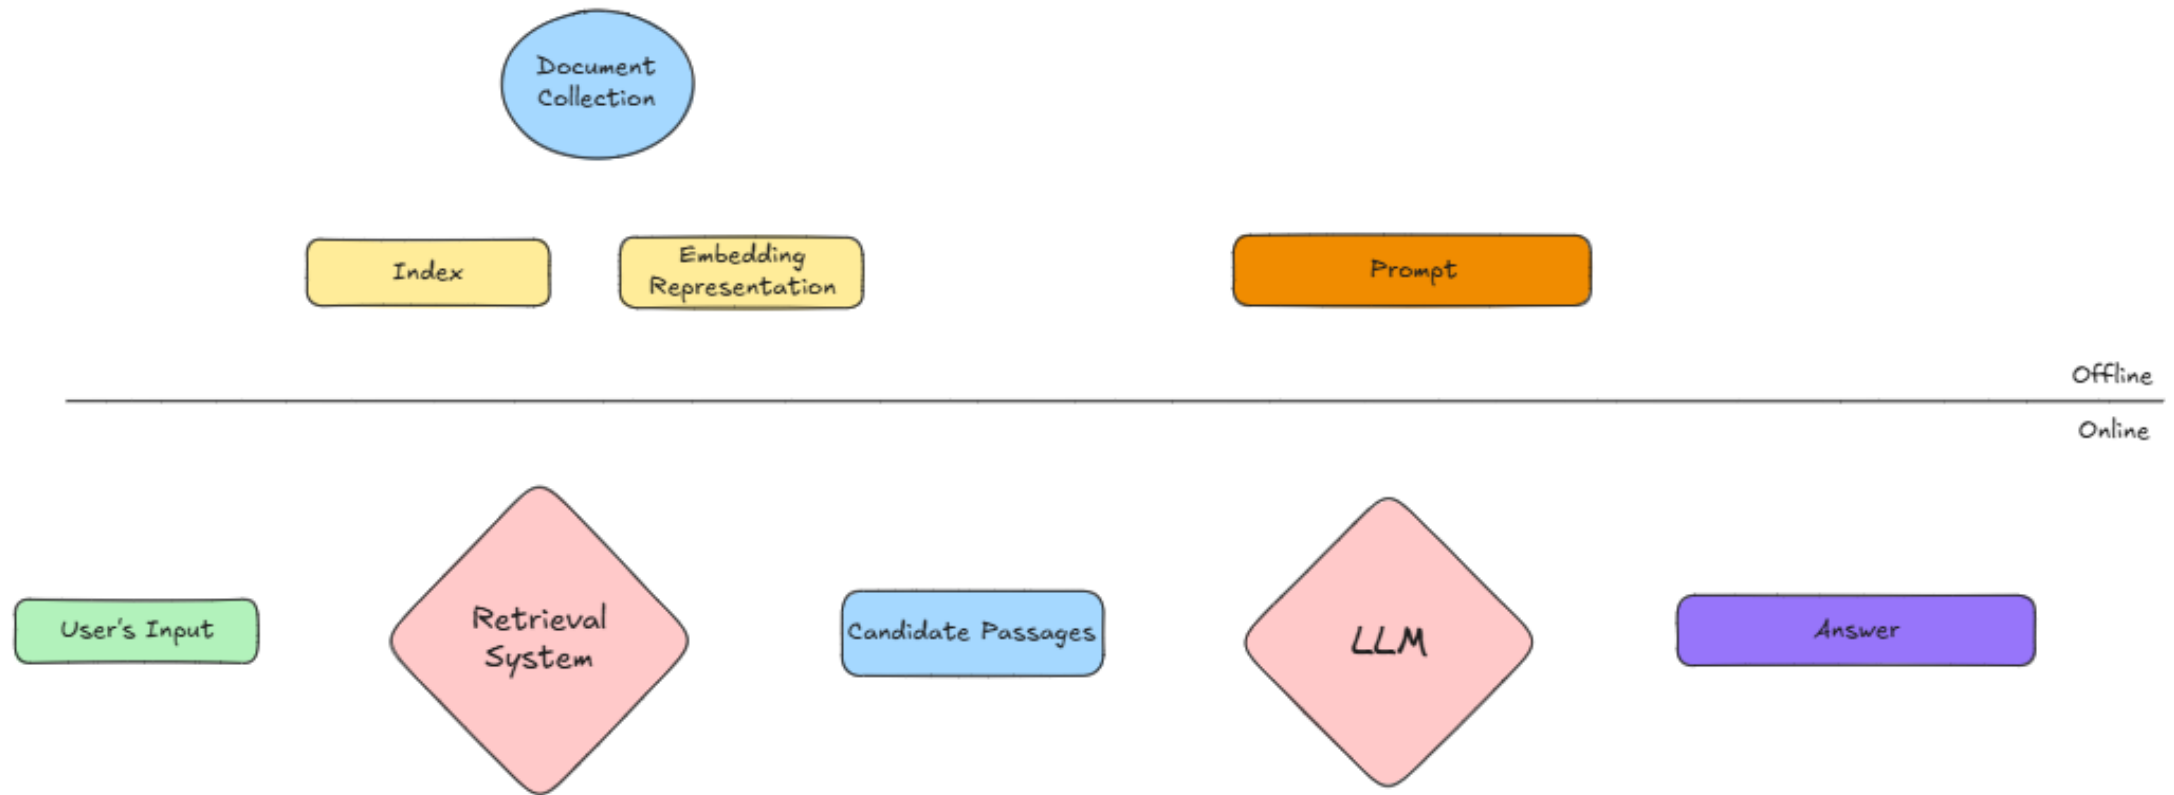 Document
Collection
Index
Embedding
Representation
Prompt
Offline
Online
User's Input
Retrieval
System
Candidate Passages
LLM
Answer